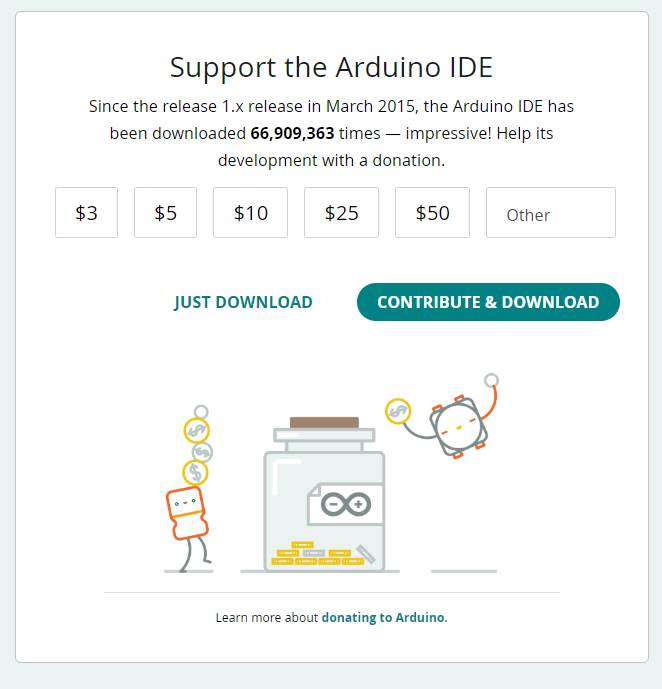 Support the Arduino IDE
Since the release 1.x release in March 2015, the Arduino IDE has
been downloaded 66,909,363 times — impressive! Help its
development with a donation.
$3 $5 $10 $25 $50 Other
JUST DOWNLOAD CONTRIBUTE & DOWNLOAD
Learn more about donating to Arduino.